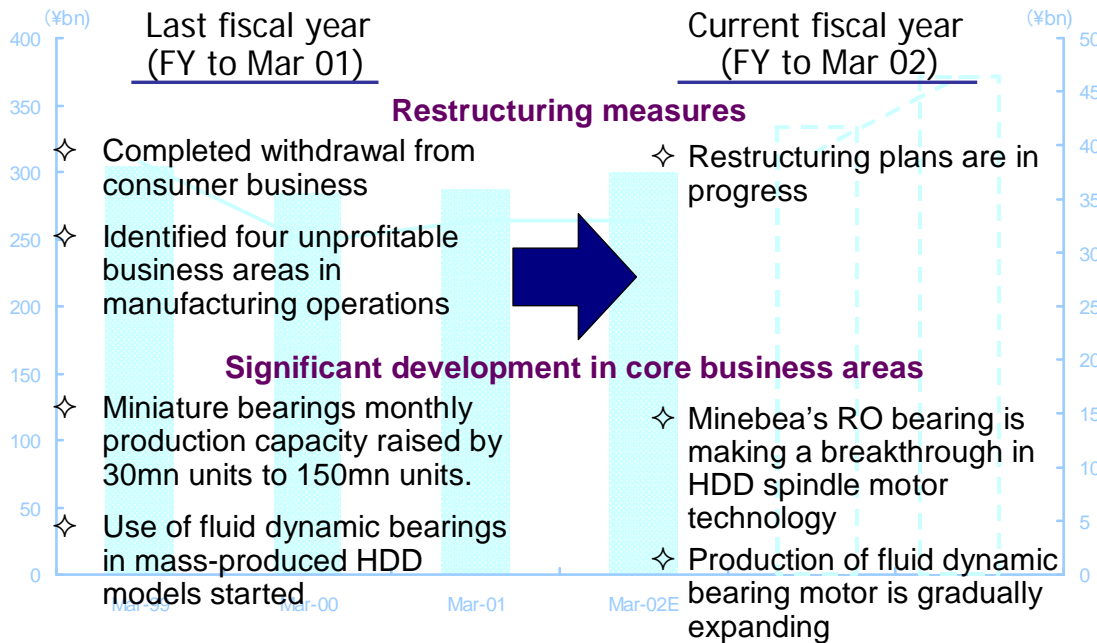 (¥bn)
Last fiscal year
(FY to Mar 01)
Current fiscal year
(FY to Mar 02)
(¥bn)
Restructuring measures
✧ Completed withdrawal from
consumer business
✧ Identified four unprofitable
business areas in
manufacturing operations
✧ Restructuring plans are in
progress
Significant development in core business areas
✧ Miniature bearings monthly
production capacity raised by
30mn units to 150mn units.
✧ Use of fluid dynamic bearings
in mass-produced HDD
models started
✧ Minebea's RO bearing is
making a breakthrough in
HDD spindle motor
technology
✧ Production of fluid dynamic
bearing motor is gradually
expanding
400
350
300
250
200
150
100
50
0
50
45
40
35
30
25
20
15
10
5
0
Mar-99
Mar-00
Mar-01
Mar-02E